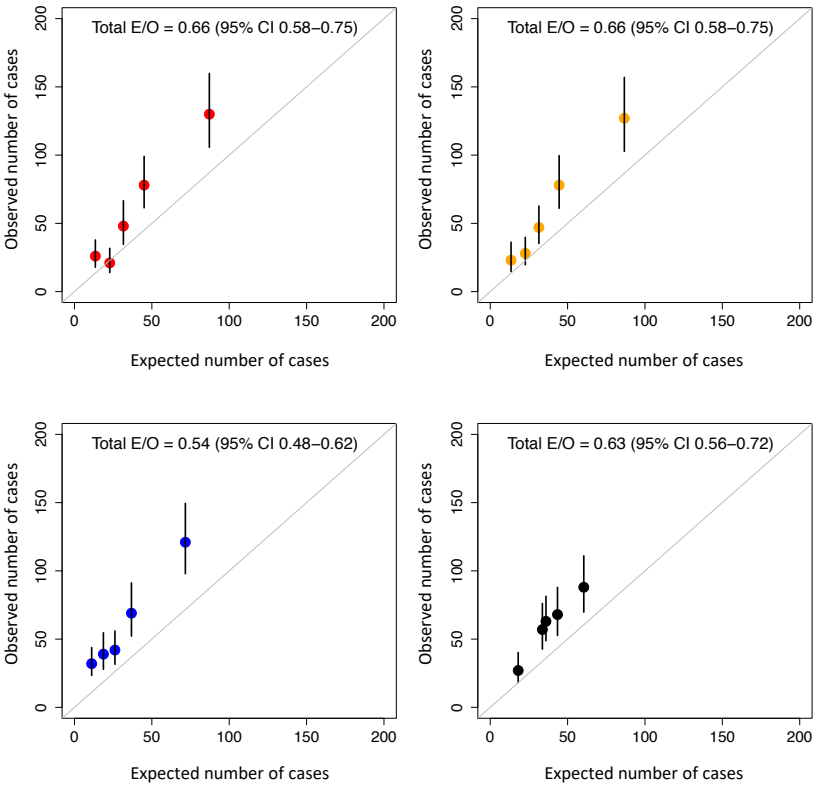 Total E/O = 0.66 (95% CI 0.58−0.75)
Observed number of cases
0 50 100 150 200
0 50 100 150 200
Expected number of cases
Total E/O = 0.66 (95% CI 0.58−0.75)
Observed number of cases
0 50 100 150 200
0 50 100 150 200
Expected number of cases
Total E/O = 0.54 (95% CI 0.48−0.62)
Observed number of cases
0 50 100 150 200
0 50 100 150 200
Expected number of cases
Total E/O = 0.63 (95% CI 0.56−0.72)
Observed number of cases
0 50 100 150 200
0 50 100 150 200
Expected number of cases